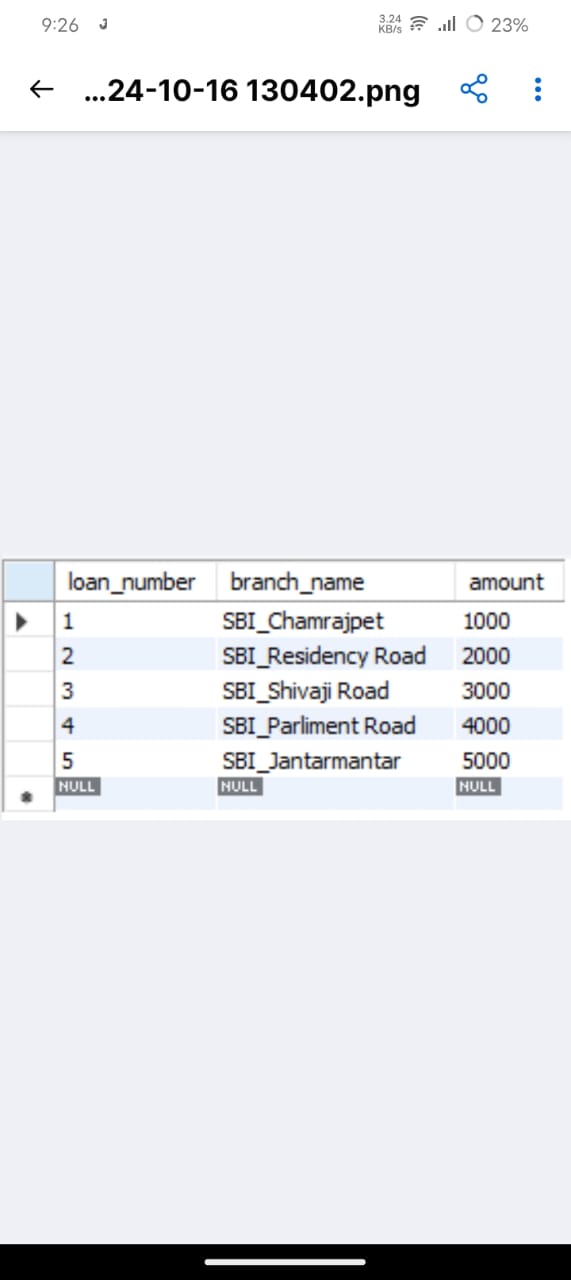 9:26 3.24 KB/s 23%
...24-10-16 130402.png
loan_number branch_name amount
1 SBI_Chamrajpet 1000
2 SBI_Residency Road 2000
3 SBI_Shivaji Road 3000
4 SBI_Parliment Road 4000
5 SBI_Jantarmantar 5000
NULL NULL NULL